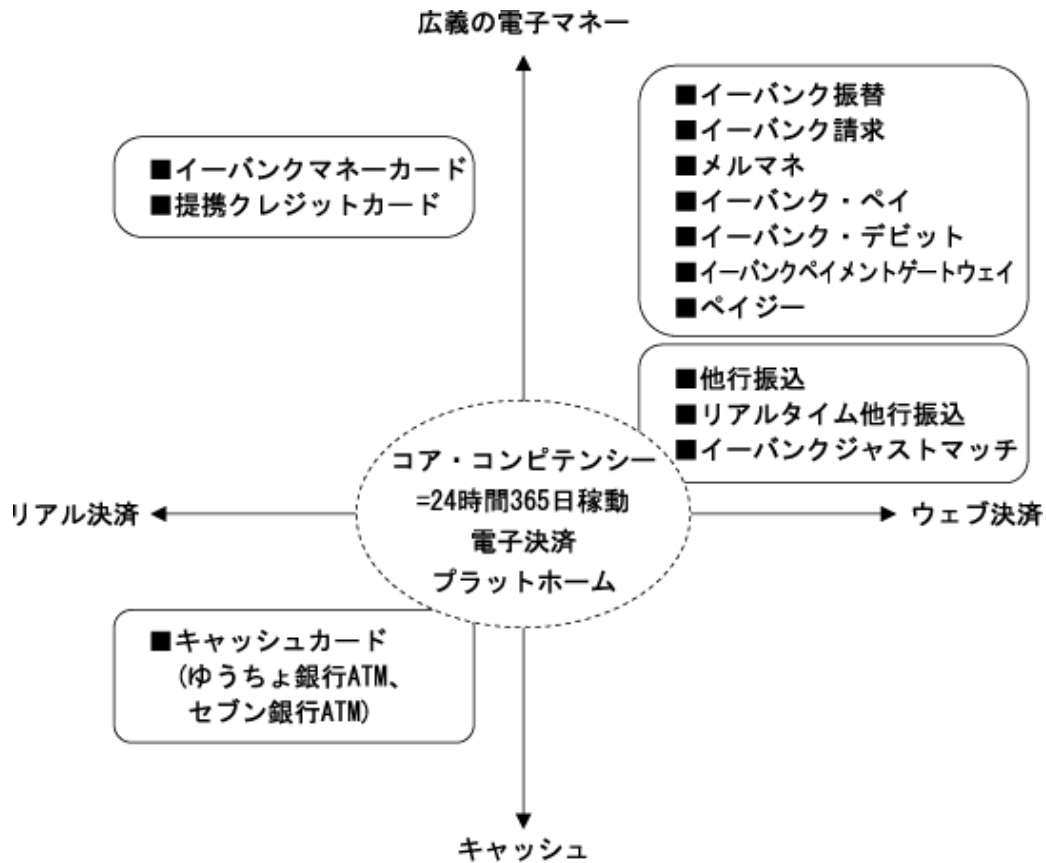 広義の電子マネー
■イーバンクマネーカード
■提携クレジットカード
■イーバンク振替
■イーバンク請求
■メルマネ
■イーバンク・ペイ
■イーバンク・デビット
■イーバンクペイメントゲートウェイ
■ペイジー
■他行振込
■リアルタイム他行振込
■イーバンクジャストマッチ
コア・コンピテンシー
=24時間365日稼動
電子決済
プラットホーム
リアル決済
ウェブ決済
■キャッシュカード
(ゆうちょ銀行ATM、
セブン銀行ATM)
キャッシュ